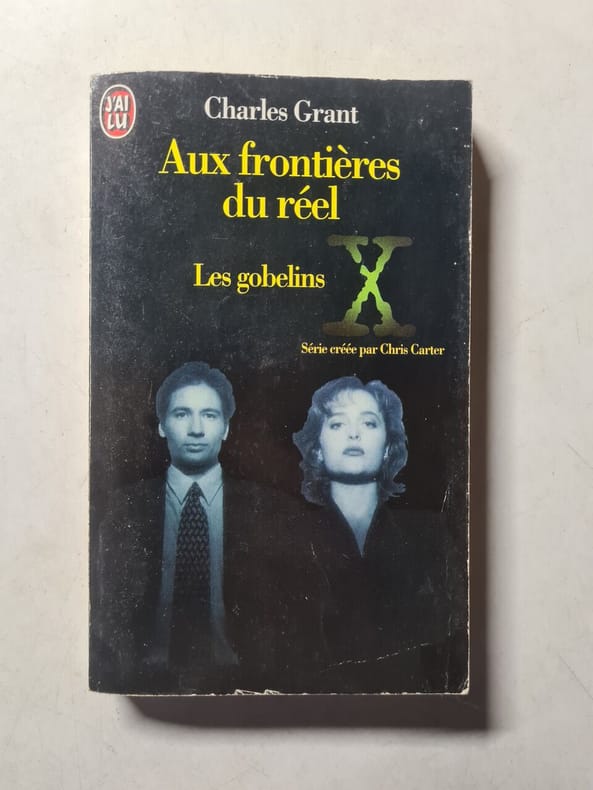 J'AI
LU
Charles Grant
Aux frontières
du réel
Les gobelins
X
Série créée par Chris Carter